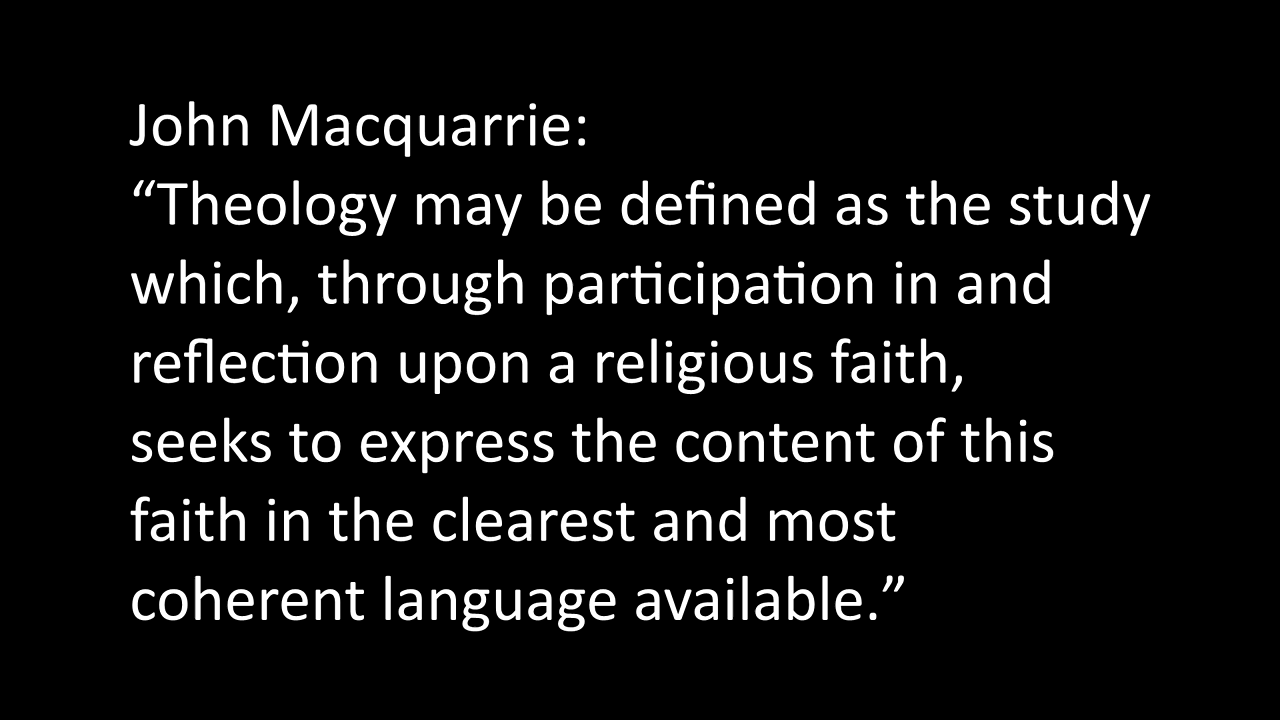 John Macquarrie:
“Theology may be defined as the study
which, through participation in and
reflection upon a religious faith,
seeks to express the content of this
faith in the clearest and most
coherent language available.”